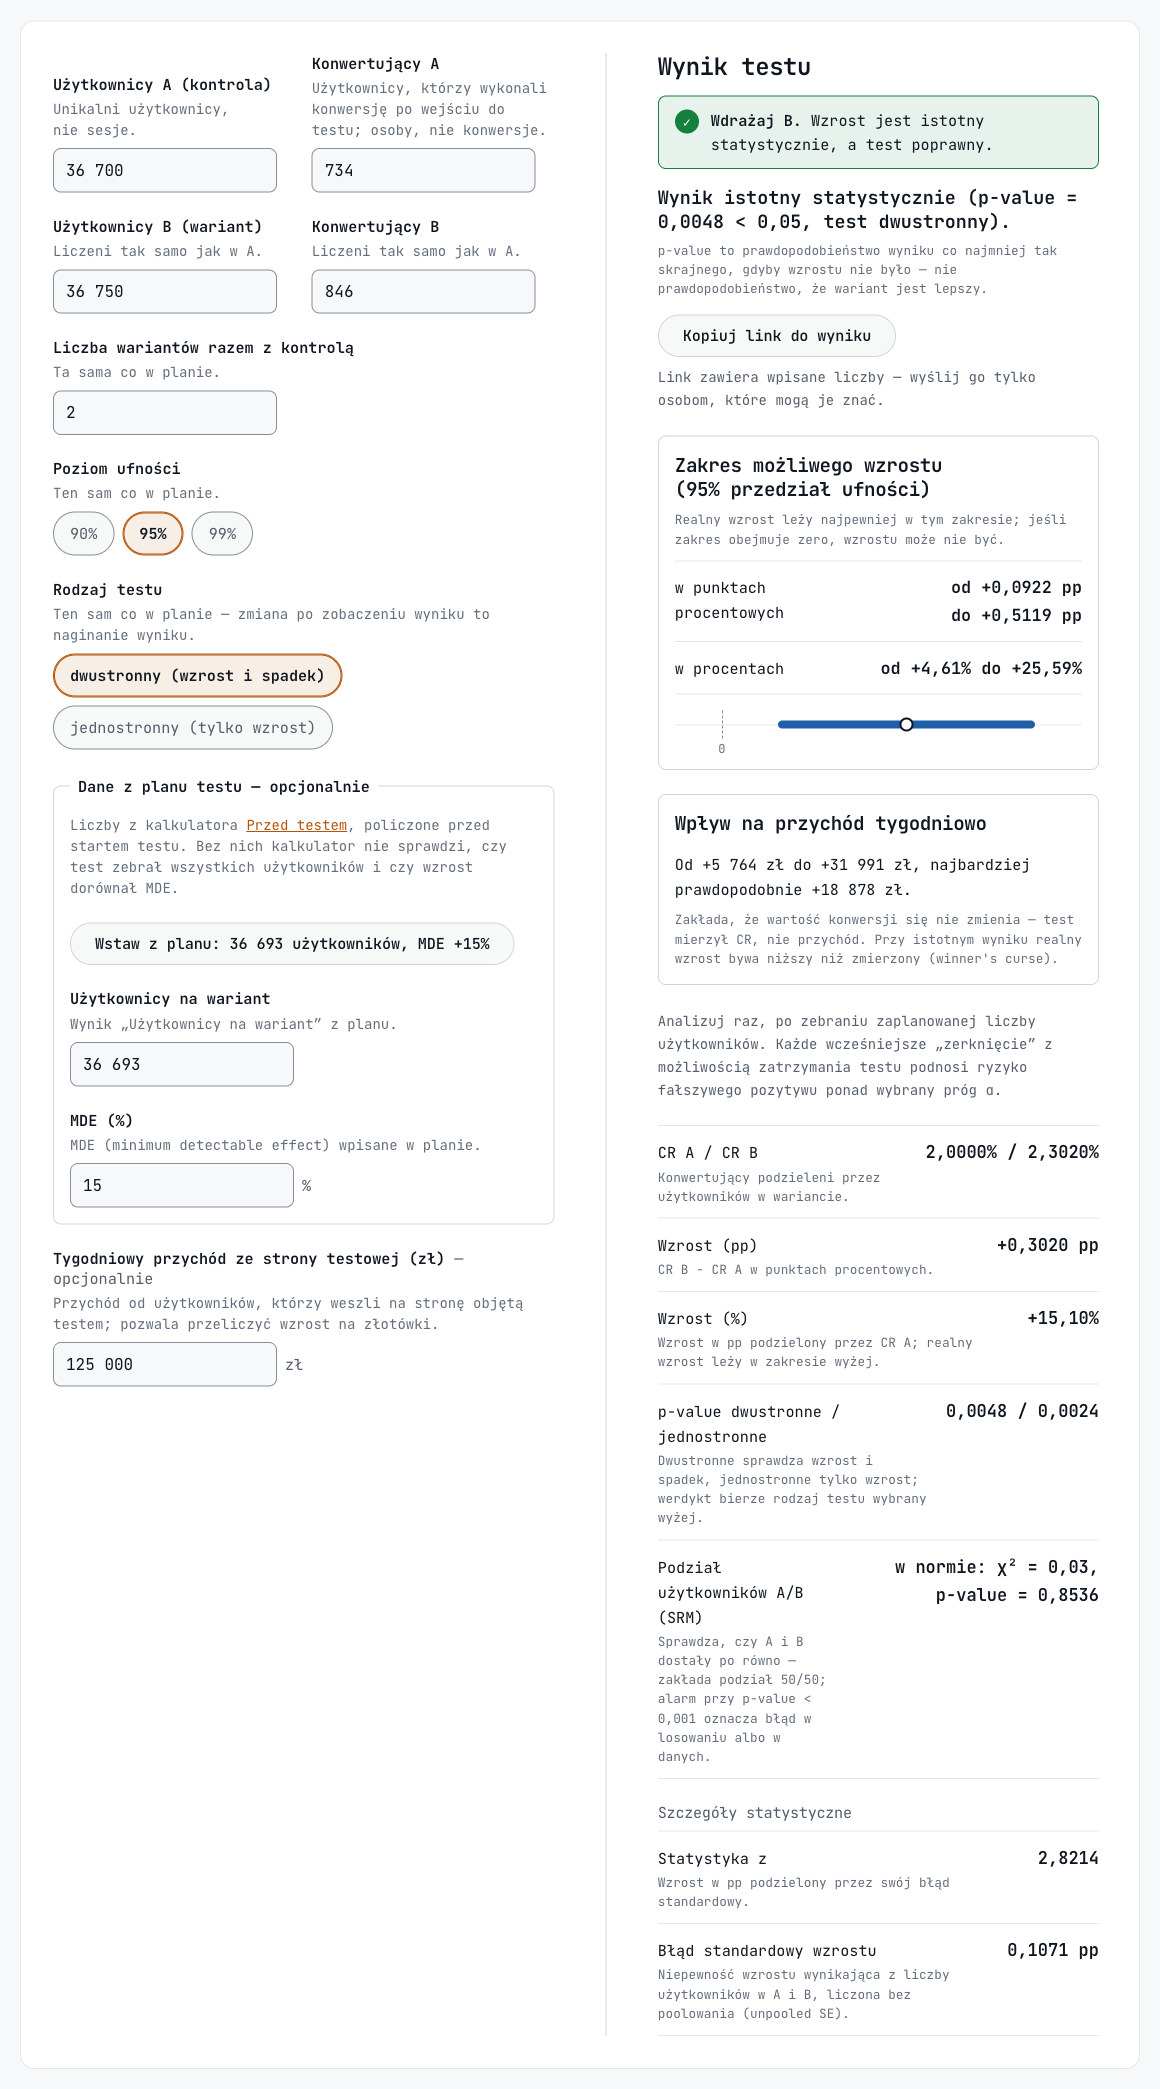 Użytkownicy A (kontrola)
Unikalni użytkownicy,
nie sesje.
36 700
Konwertujący A
Użytkownicy, którzy wykonali
konwersję po wejściu do
testu; osoby, nie konwersje.
734
Użytkownicy B (wariant)
Liczeni tak samo jak w A.
36 750
Konwertujący B
Liczeni tak samo jak w A.
846
Liczba wariantów razem z kontrolą
Ta sama co w planie.
2
Poziom ufności
Ten sam co w planie.
90% 95% 99%
Rodzaj testu
Ten sam co w planie — zmiana po zobaczeniu wyniku to
naginanie wyniku.
dwustronny (wzrost i spadek)
jednostronny (tylko wzrost)
Dane z planu testu — opcjonalnie
Liczby z kalkulatora Przed testem, policzone przed
startem testu. Bez nich kalkulator nie sprawdzi, czy
test zebrał wszystkich użytkowników i czy wzrost
dorównał MDE.
Wstaw z planu: 36 693 użytkowników, MDE +15%
Użytkownicy na wariant
Wynik „Użytkownicy na wariant” z planu.
36 693
MDE (%)
MDE (minimum detectable effect) wpisane w planie.
15 %
Tygodniowy przychód ze strony testowej (zł) —
opcjonalnie
Przychód od użytkowników, którzy weszli na stronę objętą
testem; pozwala przeliczyć wzrost na złotówki.
125 000 zł
Wynik testu
✓ Wdrażaj B. Wzrost jest istotny
statystycznie, a test poprawny.
Wynik istotny statystycznie (p-value =
0,0048 < 0,05, test dwustronny).
p-value to prawdopodobieństwo wyniku co najmniej tak
skrajnego, gdyby wzrostu nie było — nie
prawdopodobieństwo, że wariant jest lepszy.
Kopiuj link do wyniku
Link zawiera wpisane liczby — wyślij go tylko
osobom, które mogą je znać.
Zakres możliwego wzrostu
(95% przedział ufności)
Realny wzrost leży najpewniej w tym zakresie; jeśli
zakres obejmuje zero, wzrostu może nie być.
w punktach
procentowych
od +0,0922 pp
do +0,5119 pp
w procentach od +4,61% do +25,59%
0
Wpływ na przychód tygodniowo
Od +5 764 zł do +31 991 zł, najbardziej
prawdopodobnie +18 878 zł.
Zakłada, że wartość konwersji się nie zmienia — test
mierzył CR, nie przychód. Przy istotnym wyniku realny
wzrost bywa niższy niż zmierzony (winner's curse).
Analizuj raz, po zebraniu zaplanowanej liczby
użytkowników. Każde wcześniejsze „zerknięcie” z
możliwością zatrzymania testu podnosi ryzyko
fałszywego pozytywu ponad wybrany próg α.
CR A / CR B 2,0000% / 2,3020%
Konwertujący podzieleni przez
użytkowników w wariancie.
Wzrost (pp) +0,3020 pp
CR B − CR A w punktach procentowych.
Wzrost (%) +15,10%
Wzrost w pp podzielony przez CR A; realny
wzrost leży w zakresie wyżej.
p-value dwustronne / 0,0048 / 0,0024
jednostronne
Dwustronne sprawdza wzrost i
spadek, jednostronne tylko wzrost;
werdykt bierze rodzaj testu wybrany
wyżej.
Podział
użytkowników A/B
(SRM)
w normie: χ² = 0,03,
p-value = 0,8536
Sprawdza, czy A i B
dostały po równo —
zakłada podział 50/50;
alarm przy p-value <
0,001 oznacza błąd w
losowaniu albo w
danych.
Szczegóły statystyczne
Statystyka z 2,8214
Wzrost w pp podzielony przez swój błąd
standardowy.
Błąd standardowy wzrostu 0,1071 pp
Niepewność wzrostu wynikająca z liczby
użytkowników w A i B, liczona bez
poolowania (unpooled SE).